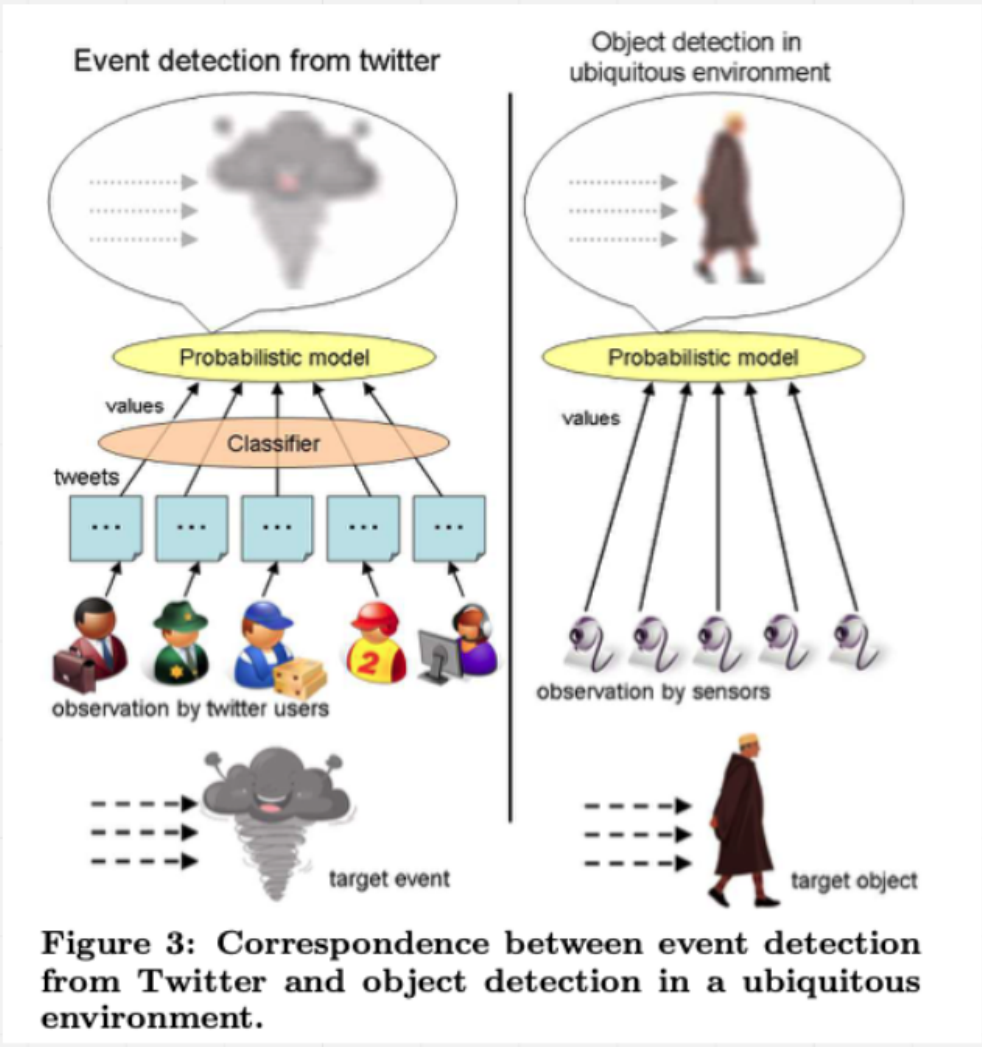 Event detection from twitter
Object detection in
ubiquitous environment
Probabilistic model
values
Classifier
tweets
...
...
...
...
...
2
observation by twitter users
target event
Probabilistic model
values
observation by sensors
target object
Figure 3: Correspondence between event detection
from Twitter and object detection in a ubiquitous
environment.